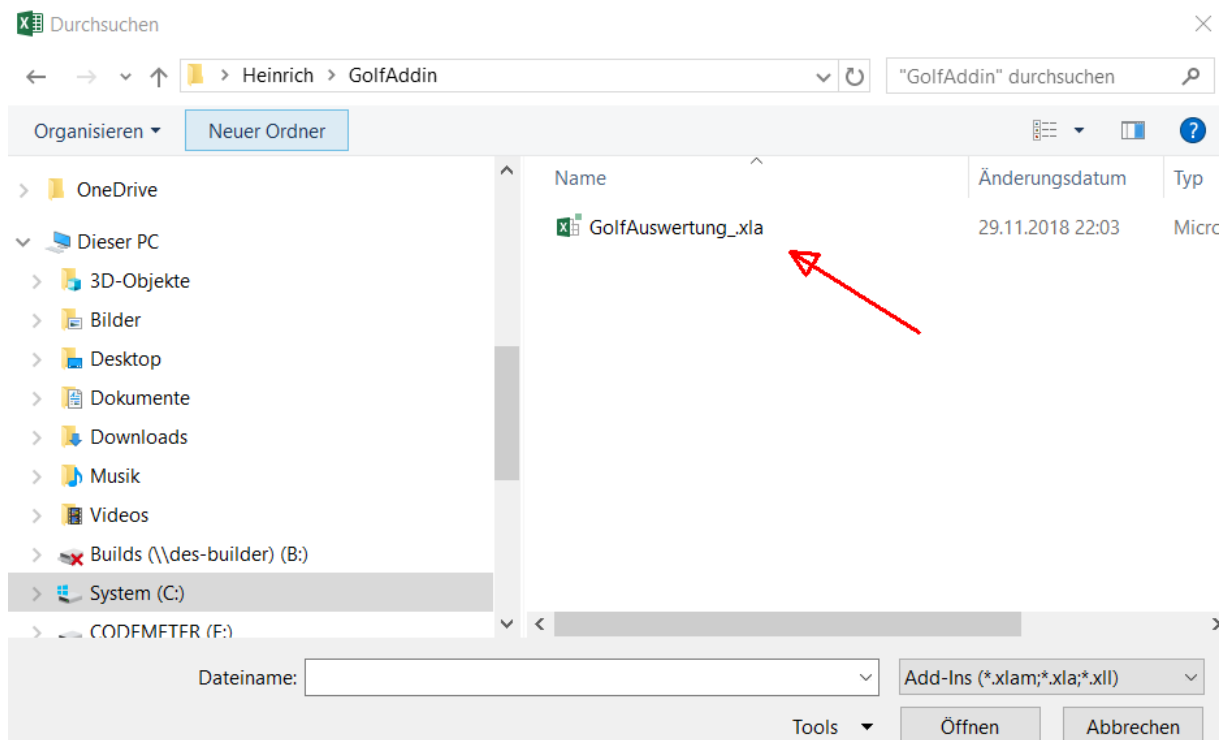 Durchsuchen
Heinrich > GolfAddin
"GolfAddin" durchsuchen
Organisieren
Neuer Ordner
?
OneDrive
Dieser PC
3D-Objekte
Bilder
Desktop
Dokumente
Downloads
Musik
Videos
Builds (\\des-builder) (B:)
System (C:)
CODEMETER (E:)
Name Änderungsdatum Typ
GolfAuswertung_.xla 29.11.2018 22:03 Micro
Dateiname: Add-Ins (*.xlam;*.xla;*.xll)
Tools Öffnen Abbrechen